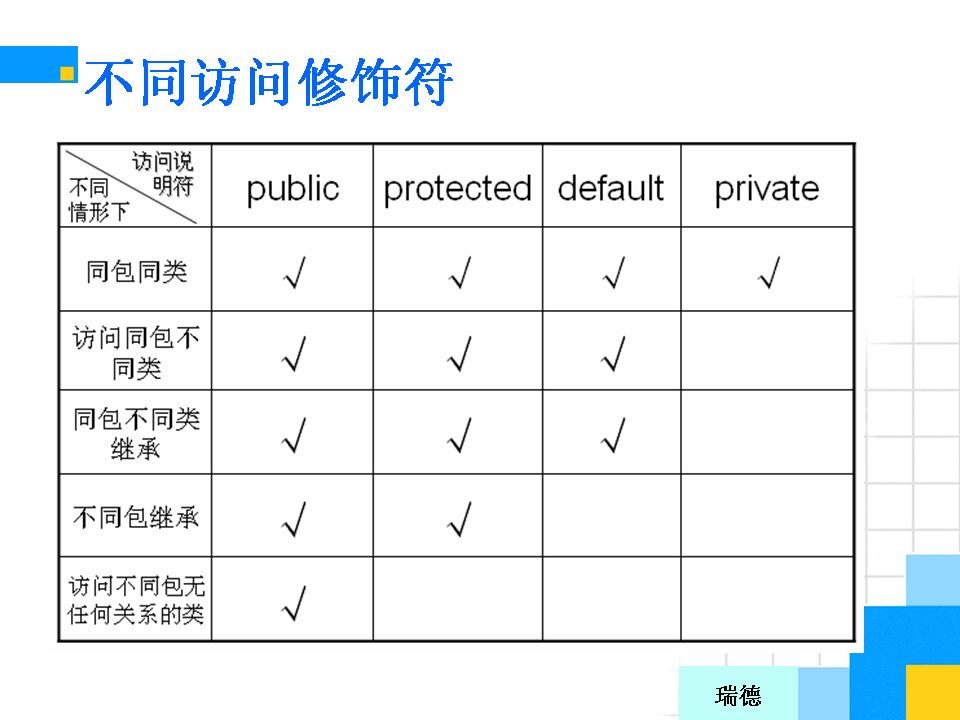 不同访问修饰符
访问说
明符
不同
情形下
public protected default private
同包同类 √ √ √ √
访问同包不
同类 √ √ √
同包不同类
继承 √ √ √
不同包继承 √ √
访问不同包无
任何关系的类 √
瑞德